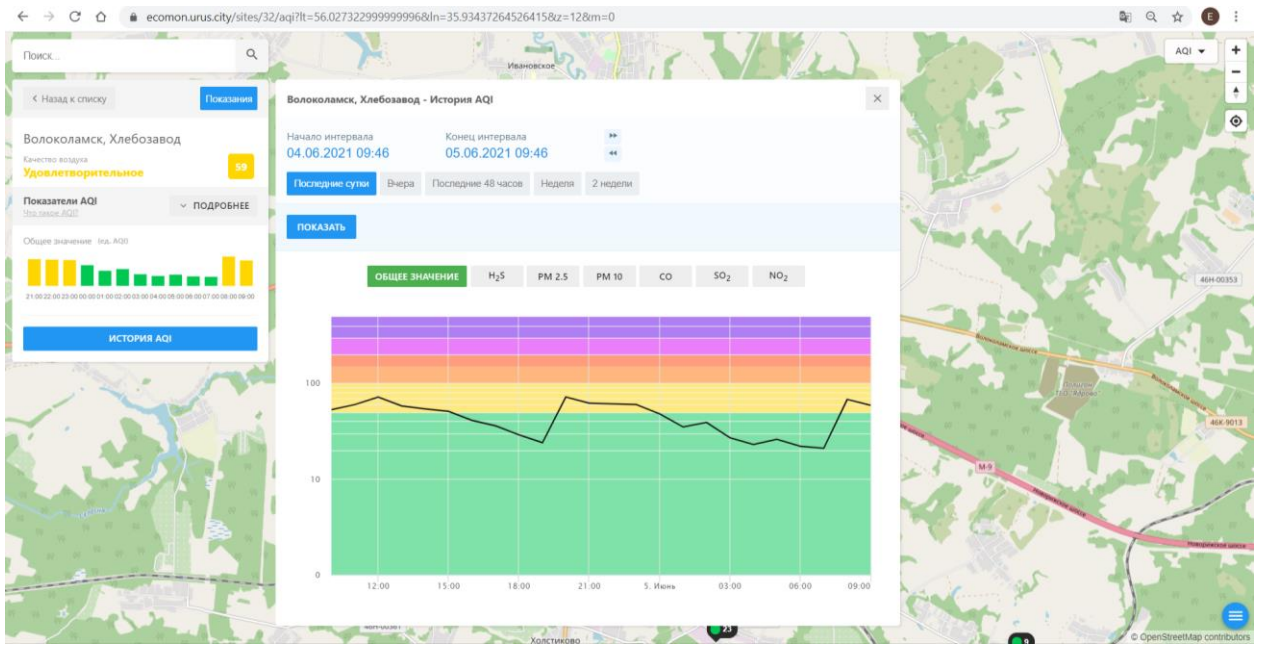 ecomon.urus.city/sites/32/aqi?lt=56.027322999999996&ln=35.93437264526415&z=12&m=0
E
Поиск...
Ивановское
AQI
Назад к списку
Показания
Волоколамск, Хлебозавод - История AQI
Волоколамск, Хлебозавод
Качество воздуха
Удовлетворительное
59
Начало интервала
Конец интервала
04.06.2021 09:46
05.06.2021 09:46
Последние сутки
Вчера
Последние 48 часов
Неделя
2 недели
Показатели AQI
Что такое AQI?
ПОДРОБНЕЕ
ПОКАЗАТЬ
Общее значение (ед. AQI)
21:00 22:00 23:00 00:00 01:00 02:00 03:00 04:00 05:00 06:00 07:00 08:00 09:00
ИСТОРИЯ AQI
ОБЩЕЕ ЗНАЧЕНИЕ
H₂S
PM 2.5
PM 10
CO
SO₂
NO₂
100
10
0
12:00
15:00
18:00
21:00
5. Июнь
03:00
06:00
09:00
46Н-00353
Волоколамское шоссе
46К-9013
М-9
Новорижское шоссе
Новорижское шоссе
Холстиково
23
9
© OpenStreetMap contributors